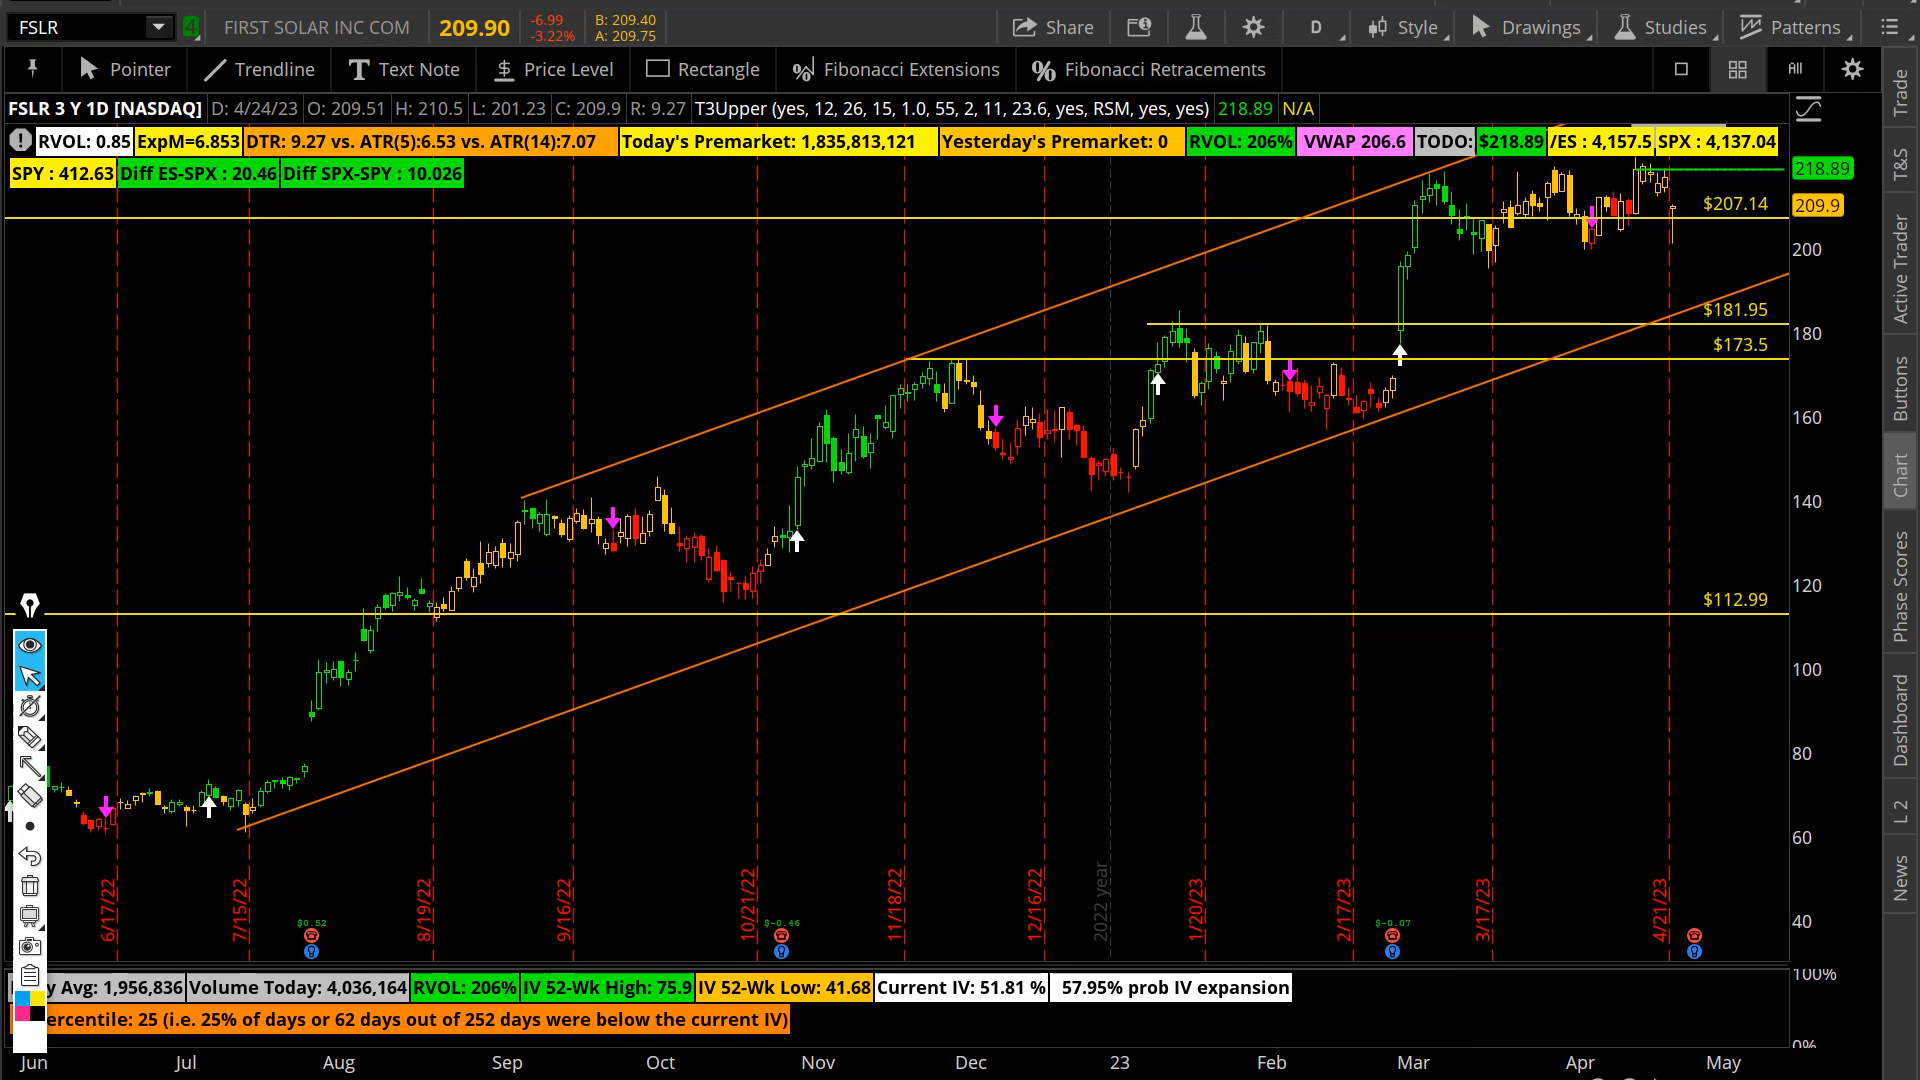 FSLR
4
FIRST SOLAR INC COM
209.90
-6.99
-3.22%
B: 209.40
A: 209.75
Share
D
Style
Drawings
Studies
Patterns
Pointer
Trendline
Text Note
Price Level
Rectangle
Fibonacci Extensions
Fibonacci Retracements
All
FSLR 3 Y 1D [NASDAQ] D: 4/24/23 O: 209.51 H: 210.5 L: 201.23 C: 209.9 R: 9.27 T3Upper (yes, 12, 26, 15, 1.0, 55, 2, 11, 23.6, yes, RSM, yes, yes) 218.89 N/A
RVOL: 0.85 ExpM=6.853 DTR: 9.27 vs. ATR(5):6.53 vs. ATR(14):7.07 Today's Premarket: 1,835,813,121 Yesterday's Premarket: 0 RVOL: 206% VWAP 206.6 TODO: $218.89 /ES : 4,157.5 SPX : 4,137.04
SPY : 412.63 Diff ES-SPX : 20.46 Diff SPX-SPY : 10.026
218.89
$207.14
209.9
200
$181.95
180
$173.5
160
140
120
$112.99
100
80
60
40
6/17/22
7/15/22
8/19/22
9/16/22
10/21/22
11/18/22
12/16/22
2022 year
1/20/23
2/17/23
3/17/23
4/21/23
$0.52
$-0.46
$-0.07
100%
y Avg: 1,956,836 Volume Today: 4,036,164 RVOL: 206% IV 52-Wk High: 75.9 IV 52-Wk Low: 41.68 Current IV: 51.81 % 57.95% prob IV expansion
ercentile: 25 (i.e. 25% of days or 62 days out of 252 days were below the current IV)
0%
Jun
Jul
Aug
Sep
Oct
Nov
Dec
23
Feb
Mar
Apr
May
Trade
T&S
Active Trader
Buttons
Chart
Phase Scores
Dashboard
L 2
News